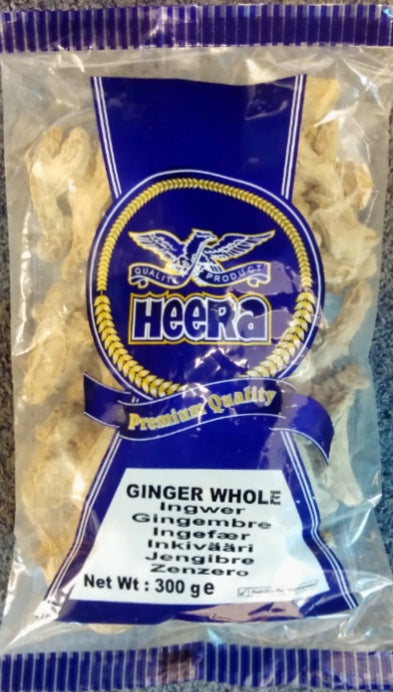 QUALITY PRODUCT
HEERA
Premium Quality
GINGER WHOLE
Ingwer
Gingembre
Ingefær
Inkivääri
Jengibre
Zenzero
Net Wt : 300 g e